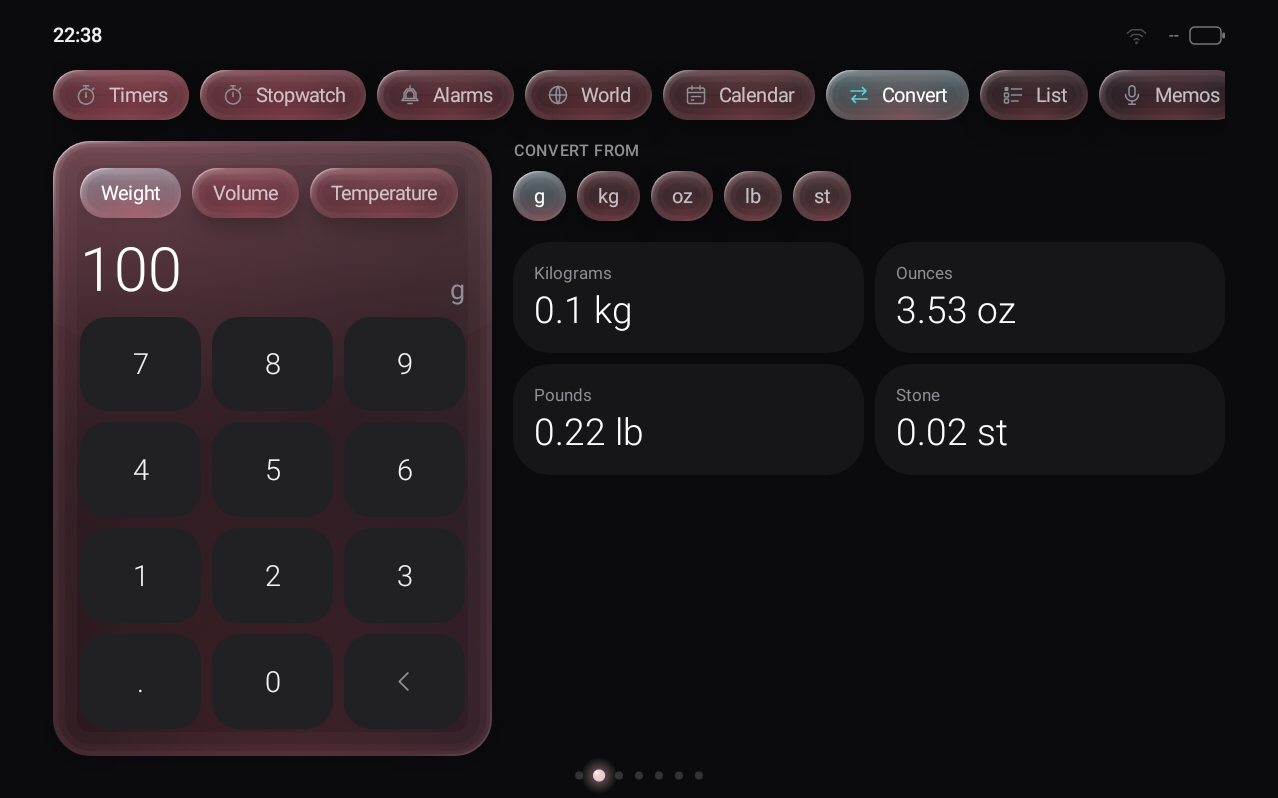 22:38
--
Timers
Stopwatch
Alarms
World
Calendar
Convert
List
Memos
Weight
Volume
Temperature
100
g
7
8
9
4
5
6
1
2
3
.
0
CONVERT FROM
g
kg
oz
lb
st
Kilograms
0.1 kg
Ounces
3.53 oz
Pounds
0.22 lb
Stone
0.02 st